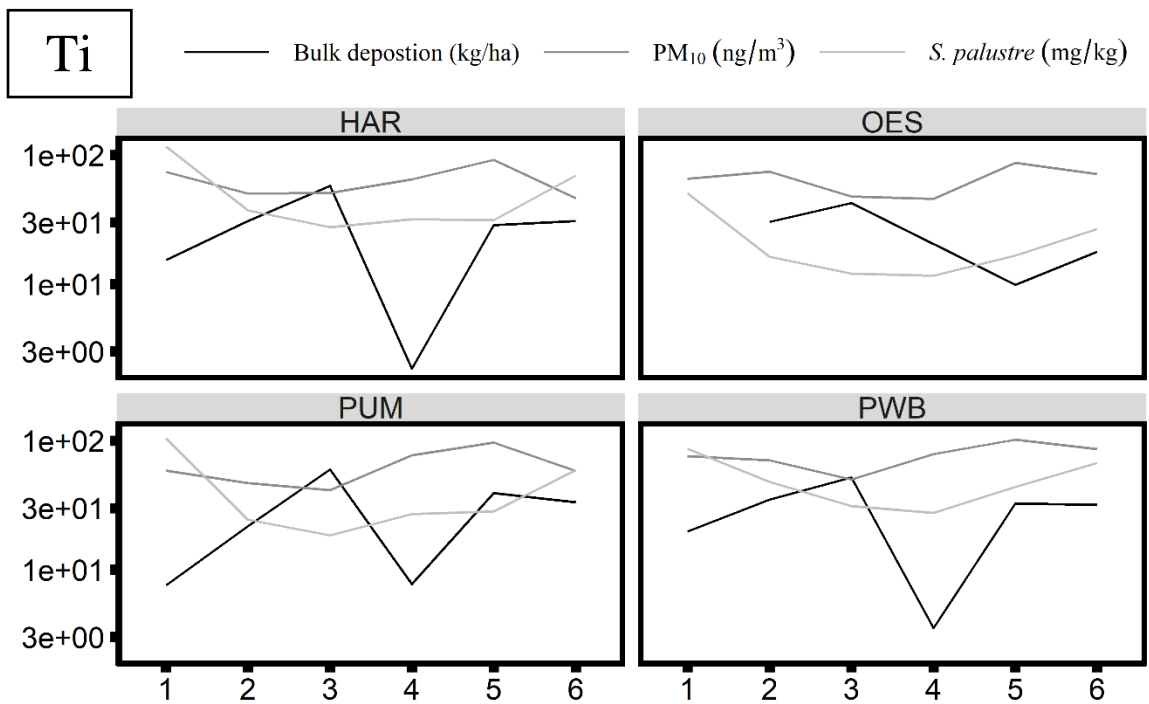 Ti
Bulk depostion (kg/ha) PM₁₀ (ng/m³) S. palustre (mg/kg)
HAR OES
1e+02
3e+01
1e+01
3e+00
PUM PWB
1e+02
3e+01
1e+01
3e+00
1 2 3 4 5 6 1 2 3 4 5 6